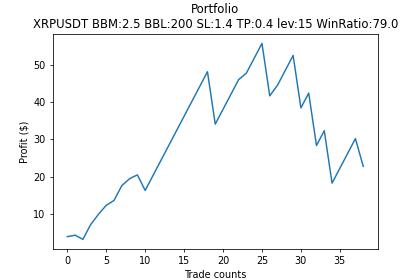 Portfolio
XRPUSDT BBM:2.5 BBL:200 SL:1.4 TP:0.4 lev:15 WinRatio:79.0
Profit ($)
50
40
30
20
10
0 5 10 15 20 25 30 35
Trade counts